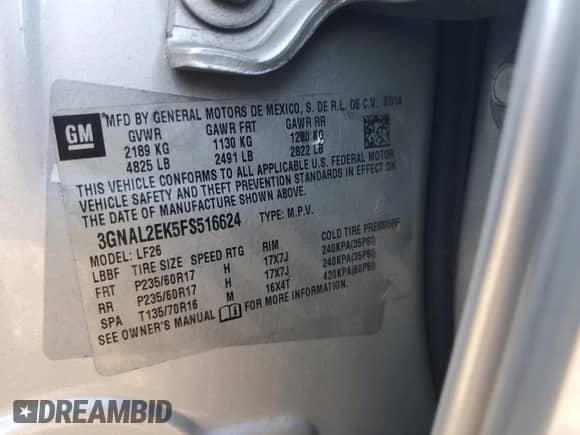 GM
MFD BY GENERAL MOTORS DE MEXICO, S. DE R.L. DE C.V. 07/14
GVWR GAWR FRT GAWR RR
2189 KG 1130 KG 1280 KG
4825 LB 2491 LB 2822 LB
THIS VEHICLE CONFORMS TO ALL APPLICABLE U.S. FEDERAL MOTOR
VEHICLE SAFETY AND THEFT PREVENTION STANDARDS IN EFFECT ON
THE DATE OF MANUFACTURE SHOWN ABOVE.
3GNAL2EK5FS516624 TYPE: M.P.V.
MODEL: LF26
LBBF TIRE SIZE SPEED RTG RIM COLD TIRE PRESSURE
FRT P235/60R17 H 17X7J 240KPA(35PSI)
RR P235/60R17 H 17X7J 240KPA(35PSI)
SPA T135/70R16 M 16X4T 420KPA(60PSI)
SEE OWNER'S MANUAL FOR MORE INFORMATION.
DREAMBID